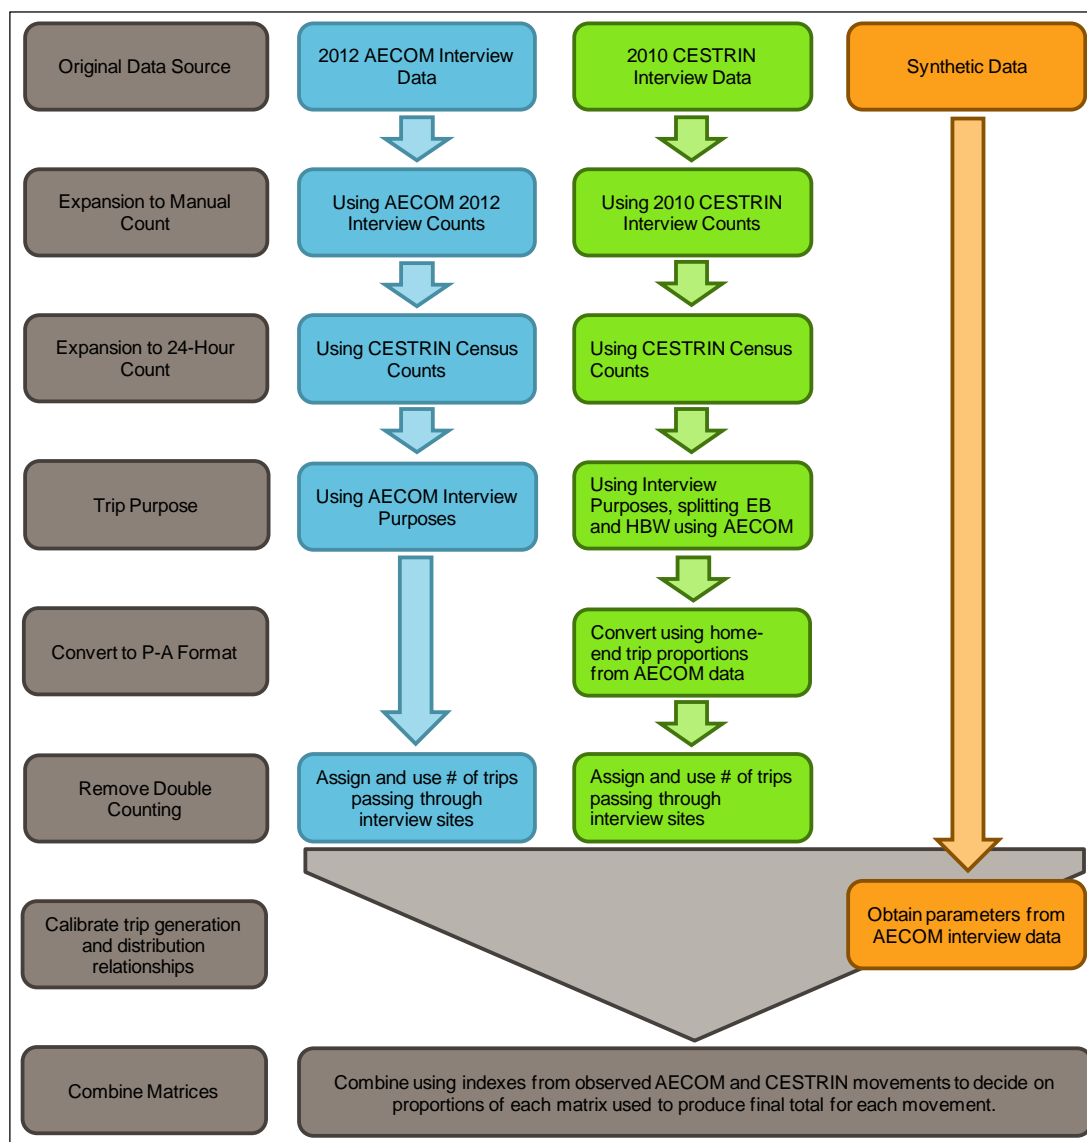 Original Data Source
2012 AECOM Interview
Data
2010 CESTRIN
Interview Data
Synthetic Data
Expansion to Manual
Count
Using AECOM 2012
Interview Counts
Using 2010 CESTRIN
Interview Counts
Expansion to 24-Hour
Count
Using CESTRIN Census
Counts
Using CESTRIN Census
Counts
Trip Purpose
Using AECOM Interview
Purposes
Using Interview
Purposes, splitting EB
and HBW using AECOM
Convert to P-A Format
Convert using home-
end trip proportions
from AECOM data
Remove Double
Counting
Assign and use # of trips
passing through
interview sites
Assign and use # of trips
passing through
interview sites
Calibrate trip generation
and distribution
relationships
Obtain parameters from
AECOM interview data
Combine Matrices
Combine using indexes from observed AECOM and CESTRIN movements to decide on
proportions of each matrix used to produce final total for each movement.